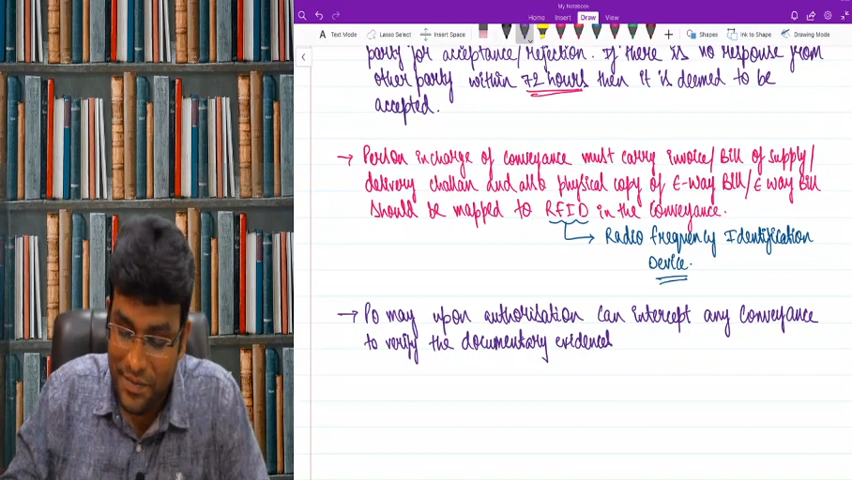 My Notebook
Home Insert Draw View
Text Mode Lasso Select Insert Space Shapes Ink to Shape Drawing Mode
party for acceptance/rejection. If there is no response from
other party within 72 hours then it is deemed to be
accepted.
→ Person incharge of conveyance must carry invoice/Bill of supply/
delivery challan and also physical copy of E-way Bill/E way Bill
should be mapped to RFID in the conveyance.
→ Radio frequency Identification
Device.
→ Po may upon authorisation can intercept any conveyance
to verify the documentary evidence